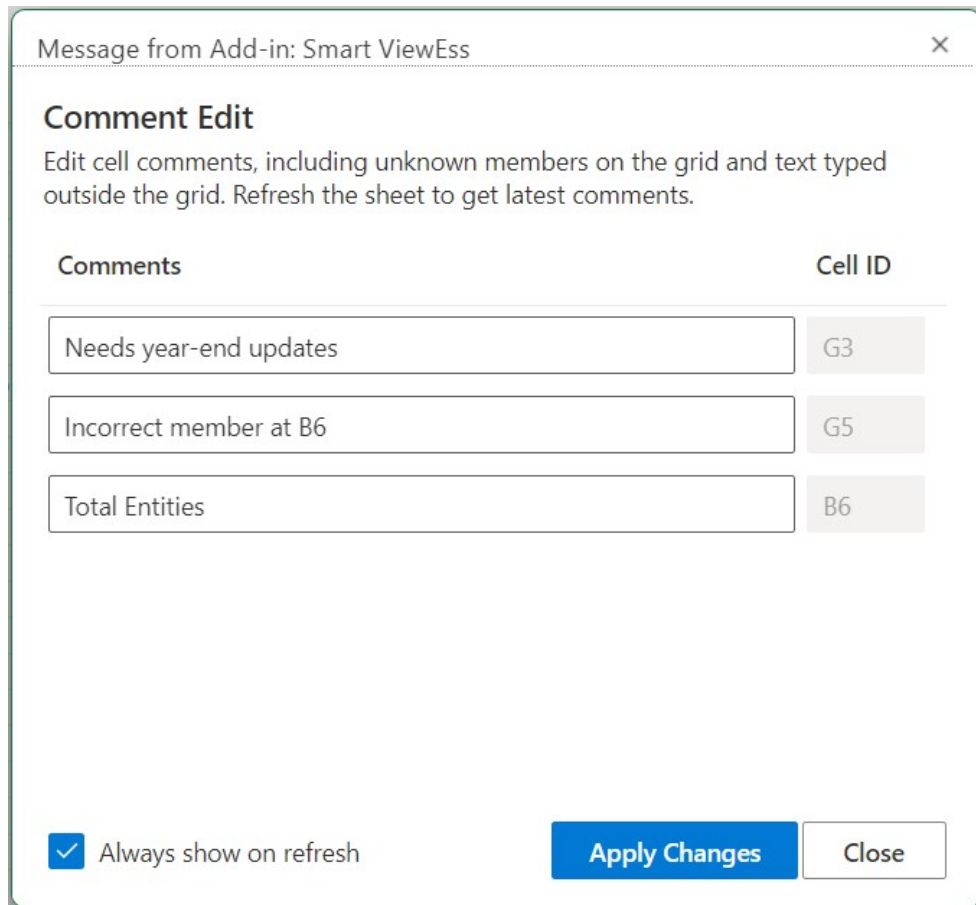 Message from Add-in: Smart ViewEss
Comment Edit
Edit cell comments, including unknown members on the grid and text typed
outside the grid. Refresh the sheet to get latest comments.
Comments Cell ID
Needs year-end updates G3
Incorrect member at B6 G5
Total Entities B6
Always show on refresh Apply Changes Close